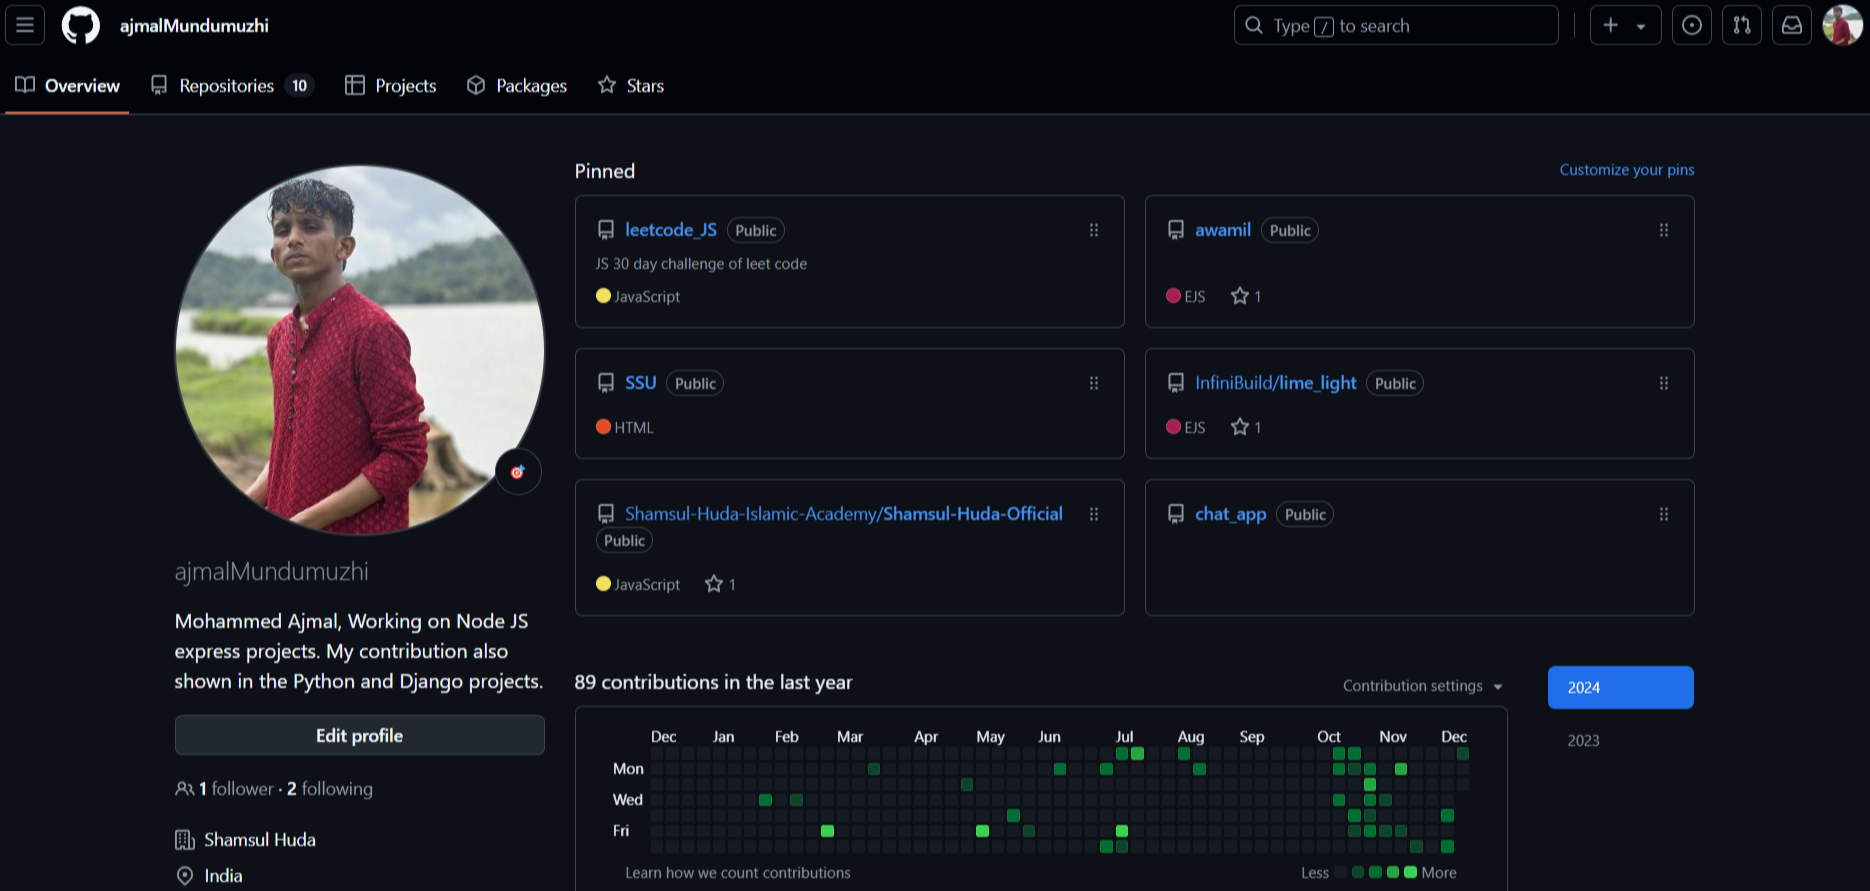 ajmalMundumuzhi
Type / to search
Overview
Repositories 10
Projects
Packages
Stars
Pinned
Customize your pins
leetcode_JS Public
JS 30 day challenge of leet code
JavaScript
awamil Public
EJS 1
SSU Public
HTML
InfiniBuild/lime_light Public
EJS 1
Shamsul-Huda-Islamic-Academy/Shamsul-Huda-Official
Public
JavaScript 1
chat_app Public
ajmalMundumuzhi
Mohammed Ajmal, Working on Node JS
express projects. My contribution also
shown in the Python and Django projects.
Edit profile
1 follower · 2 following
Shamsul Huda
India
89 contributions in the last year
Contribution settings
2024
2023
Dec Jan Feb Mar Apr May Jun Jul Aug Sep Oct Nov Dec
Mon
Wed
Fri
Learn how we count contributions
Less More